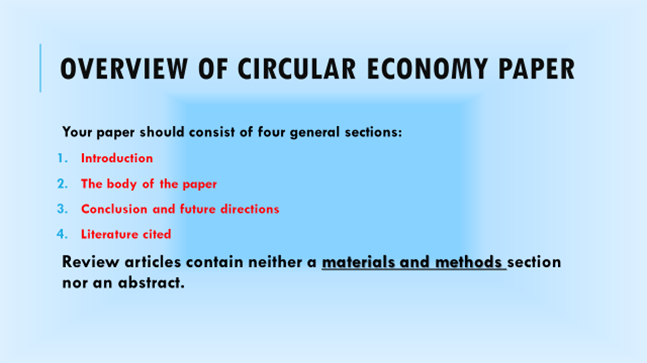 OVERVIEW OF CIRCULAR ECONOMY PAPER
Your paper should consist of four general sections:
1. Introduction
2. The body of the paper
3. Conclusion and future directions
4. Literature cited
Review articles contain neither a materials and methods section
nor an abstract.